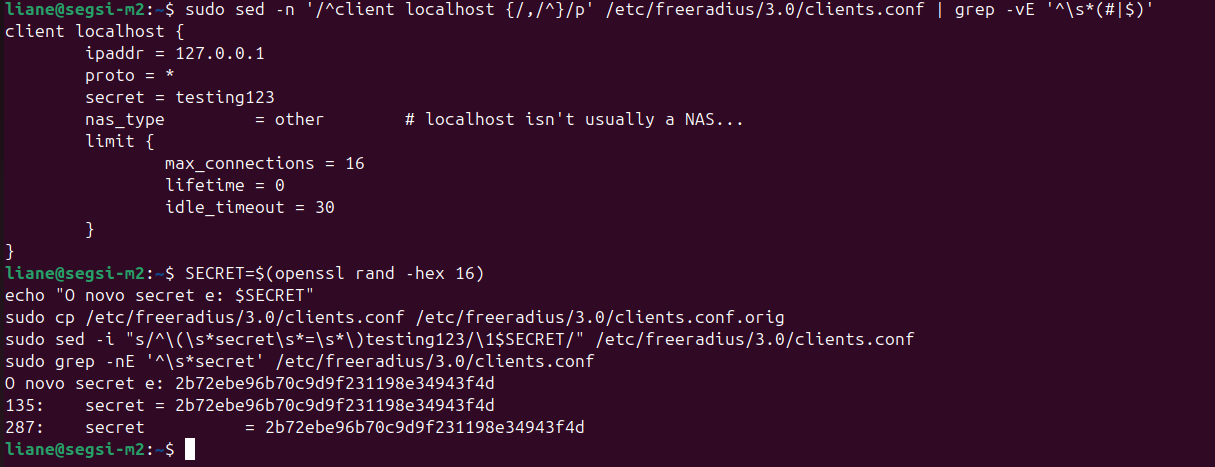 liane@segsi-m2:~$ sudo sed -n '/^client localhost {/,/^}/p' /etc/freeradius/3.0/clients.conf | grep -vE '^\s*(#|$)'
client localhost {
        ipaddr = 127.0.0.1
        proto = *
        secret = testing123
        nas_type         = other        # localhost isn't usually a NAS...
        limit {
                max_connections = 16
                lifetime = 0
                idle_timeout = 30
        }
}
liane@segsi-m2:~$ SECRET=$(openssl rand -hex 16)
echo "O novo secret e: $SECRET"
sudo cp /etc/freeradius/3.0/clients.conf /etc/freeradius/3.0/clients.conf.orig
sudo sed -i "s/^\(\s*secret\s*=\s*\)testing123/\1$SECRET/" /etc/freeradius/3.0/clients.conf
sudo grep -nE '^\s*secret' /etc/freeradius/3.0/clients.conf
O novo secret e: 2b72ebe96b70c9d9f231198e34943f4d
135:    secret = 2b72ebe96b70c9d9f231198e34943f4d
287:    secret          = 2b72ebe96b70c9d9f231198e34943f4d
liane@segsi-m2:~$